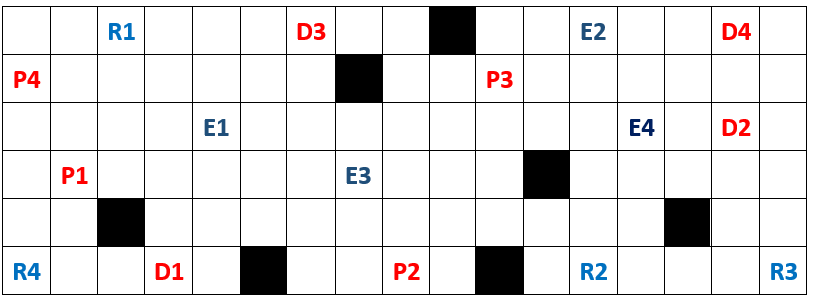 R1 D3 E2 D4
P4 P3
E1 E4 D2
P1 E3
R4 D1 P2 R2 R3